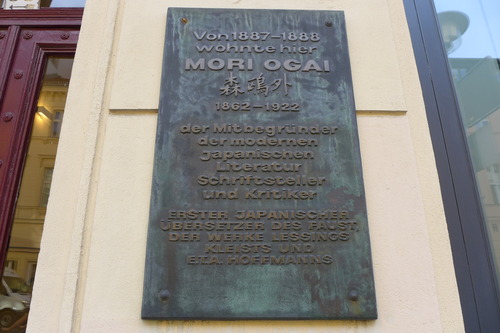 Von 1887-1888
wohnte hier
MORI OGAI
森鷗外
1862-1922
der Mitbegründer
der modernen
Japanischen
Literatur
Schriftsteller
und Kritiker
ERSTER JAPANISCHER
ÜBERSETZER DES FAUST,
DER WERKE LESSINGS
KLEISTS UND
E.T.A. HOFFMANNS